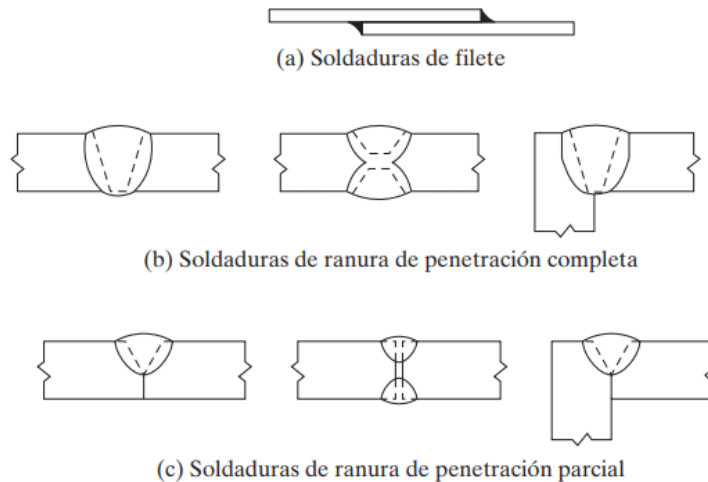 (a) Soldaduras de filete
(b) Soldaduras de ranura de penetración completa
(c) Soldaduras de ranura de penetración parcial